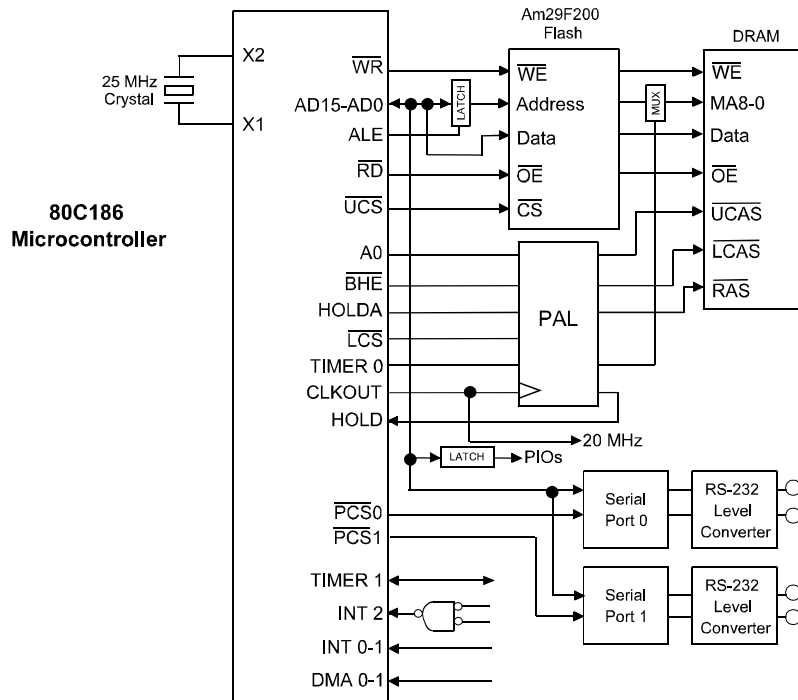 Am29F200
Flash
DRAM
X2
25 MHz
Crystal
X1
80C186
Microcontroller
WR
AD15-AD0
ALE
RD
UCS
A0
BHE
HOLDA
LCS
TIMER 0
CLKOUT
HOLD
PCS0
PCS1
TIMER 1
INT 2
INT 0-1
DMA 0-1
LATCH
WE
Address
Data
OE
CS
MUX
WE
MA8-0
Data
OE
UCAS
LCAS
RAS
PAL
20 MHz
LATCH
PIOs
Serial
Port 0
RS-232
Level
Converter
Serial
Port 1
RS-232
Level
Converter